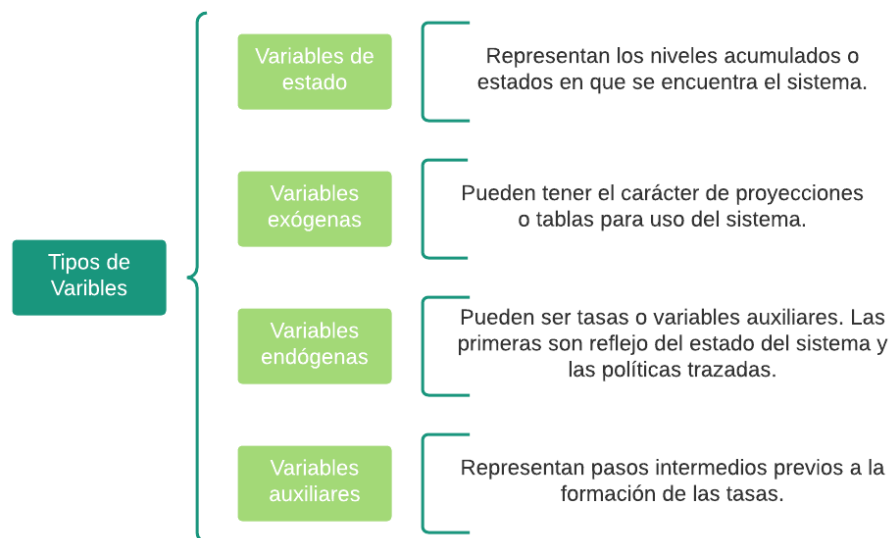 Tipos de
Varibles
Variables de
estado
Representan los niveles acumulados o
estados en que se encuentra el sistema.
Variables
exógenas
Pueden tener el carácter de proyecciones
o tablas para uso del sistema.
Variables
endógenas
Pueden ser tasas o variables auxiliares. Las
primeras son reflejo del estado del sistema y
las políticas trazadas.
Variables
auxiliares
Representan pasos intermedios previos a la
formación de las tasas.